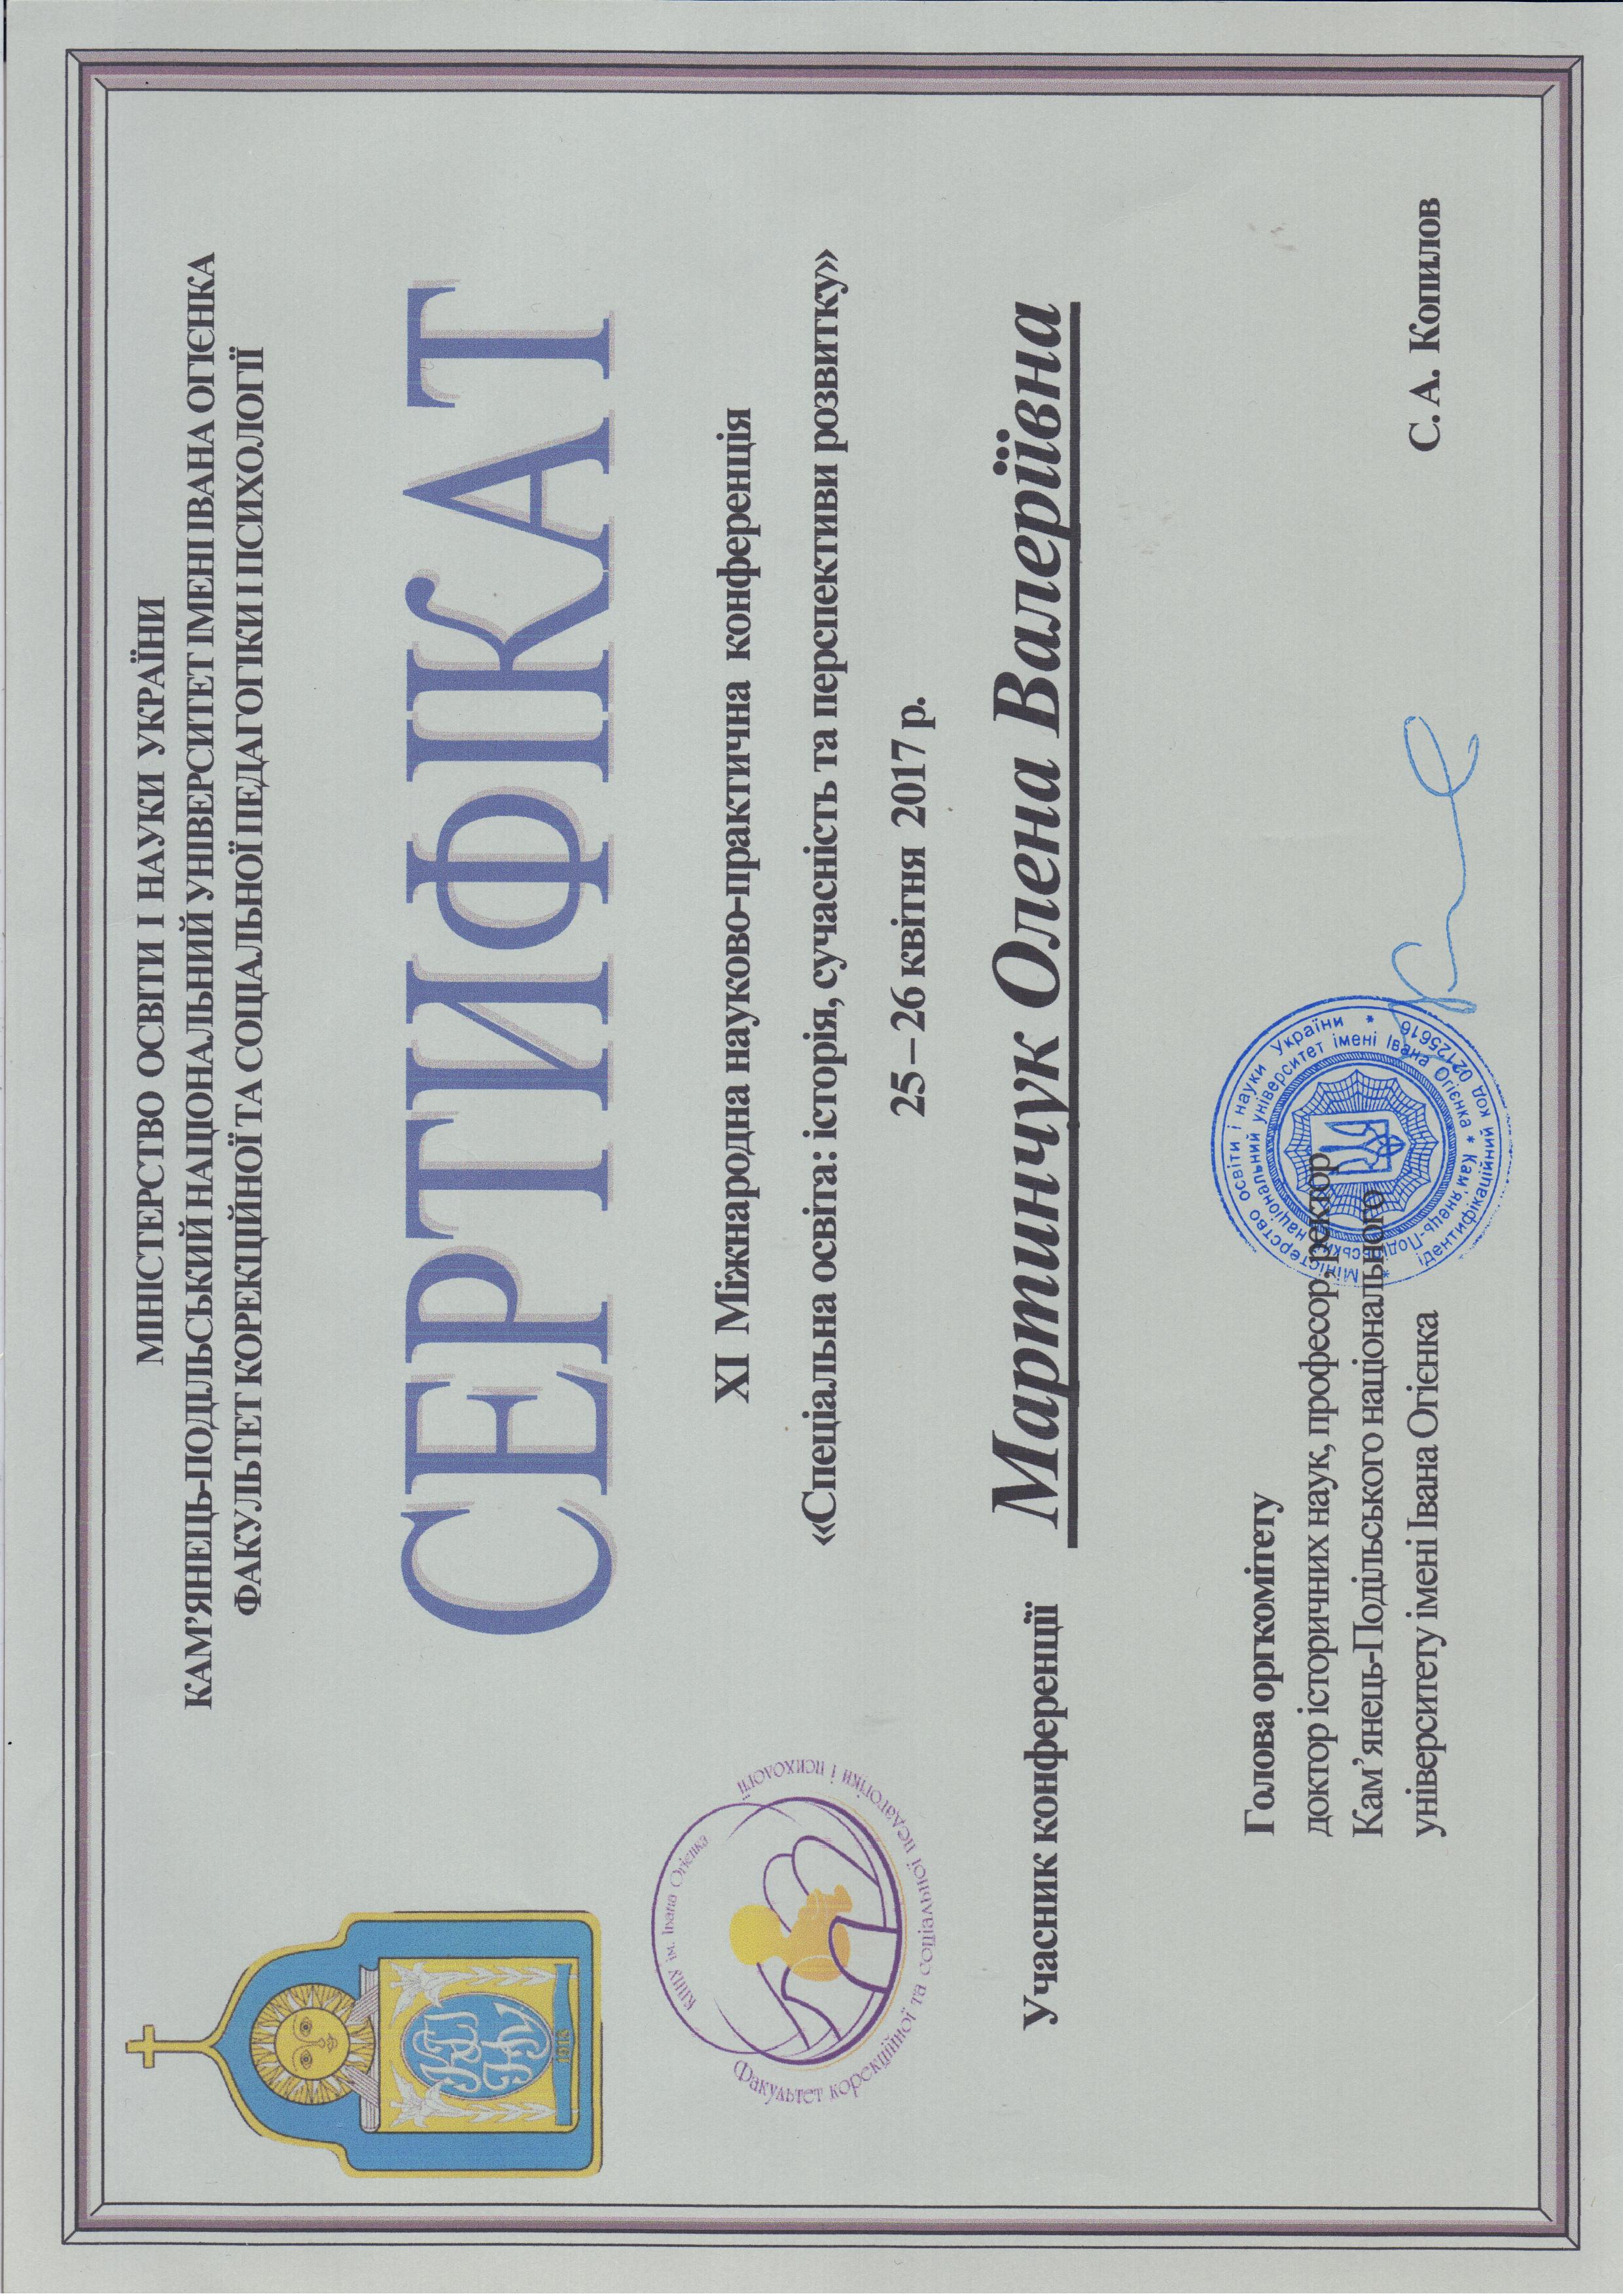 МІНІСТЕРСТВО ОСВІТИ І НАУКИ УКРАЇНИ
КАМ'ЯНЕЦЬ-ПОДІЛЬСЬКИЙ НАЦІОНАЛЬНИЙ УНІВЕРСИТЕТ ІМЕНІ ІВАНА ОГІЄНКА
ФАКУЛЬТЕТ КОРЕКЦІЙНОЇ ТА СОЦІАЛЬНОЇ ПЕДАГОГІКИ І ПСИХОЛОГІЇ
1918
СЕРТИФІКАТ
КПНУ ім. Івана Огієнка
Факультет корекційної та соціальної педагогіки і психології
XI Міжнародна науково-практична конференція
«Спеціальна освіта: історія, сучасність та перспективи розвитку»
25 – 26 квітня 2017 р.
Учасник конференції Мартинчук Олена Валеріївна
Голова оргкомітету
доктор історичних наук, професор, ректор
Кам'янець-Подільського національного
університету імені Івана Огієнка
С. А. Копилов
* Міністерство освіти і науки України *
ідентифікаційний код 02125616
* Кам'янець-Подільський національний університет імені Івана Огієнка